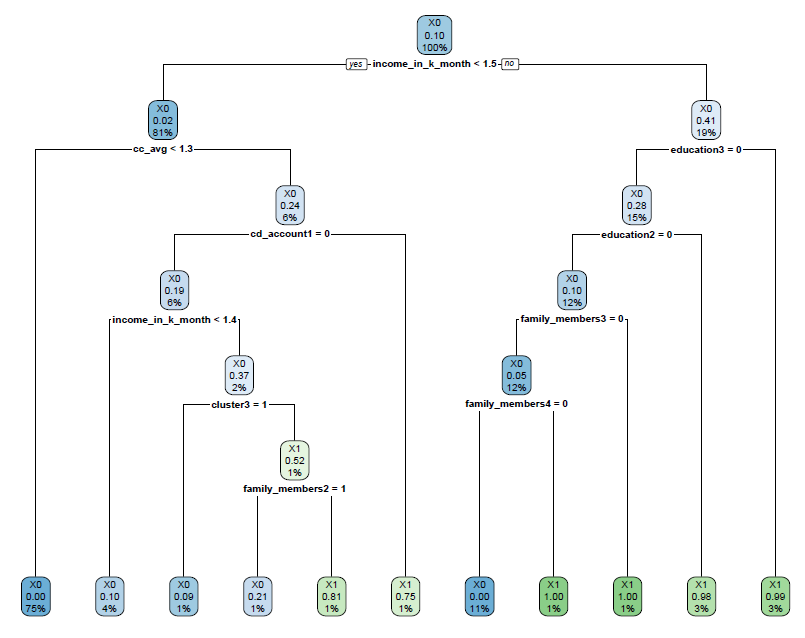 X0
0.10
100%
yes income_in_k_month < 1.5 no
X0
0.02
81%
X0
0.41
19%
cc_avg < 1.3
education3 = 0
X0
0.24
6%
X0
0.28
15%
cd_account1 = 0
education2 = 0
X0
0.19
6%
X0
0.10
12%
income_in_k_month < 1.4
family_members3 = 0
X0
0.37
2%
X0
0.05
12%
cluster3 = 1
family_members4 = 0
X1
0.52
1%
family_members2 = 1
X0
0.00
75%
X0
0.10
4%
X0
0.09
1%
X0
0.21
1%
X1
0.81
1%
X1
0.75
1%
X0
0.00
11%
X1
1.00
1%
X1
1.00
1%
X1
0.98
3%
X1
0.99
3%